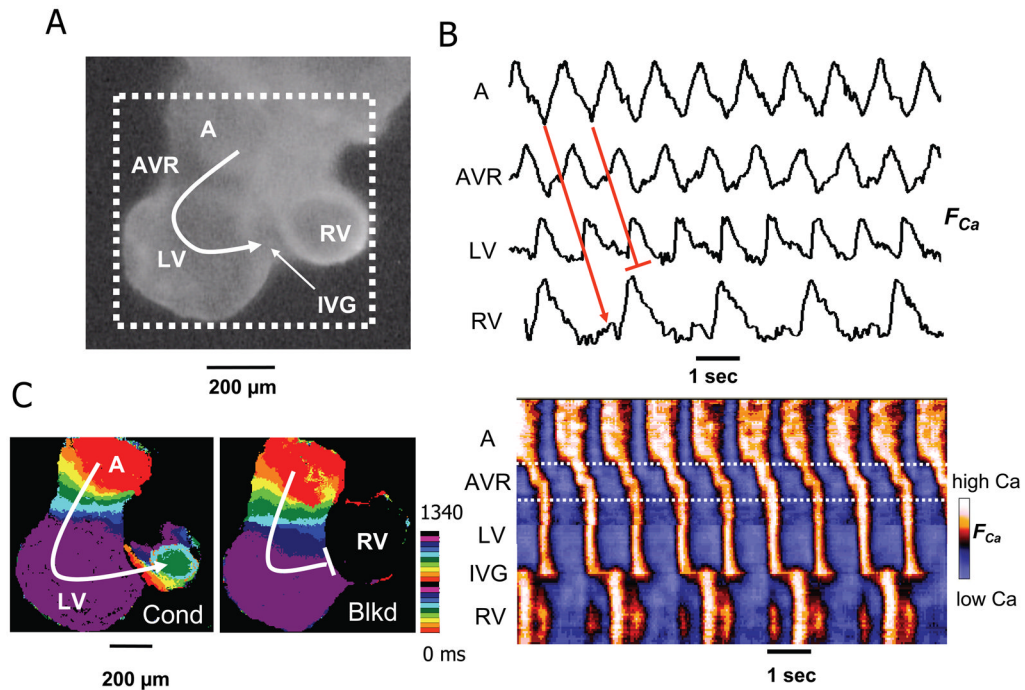 A
A
AVR
RV
LV
IVG
200 µm
B
A
AVR
LV
RV
F_Ca
1 sec
C
A
LV
Cond
RV
Blkd
1340
0 ms
200 µm
A
AVR
LV
IVG
RV
high Ca
F_Ca
low Ca
1 sec